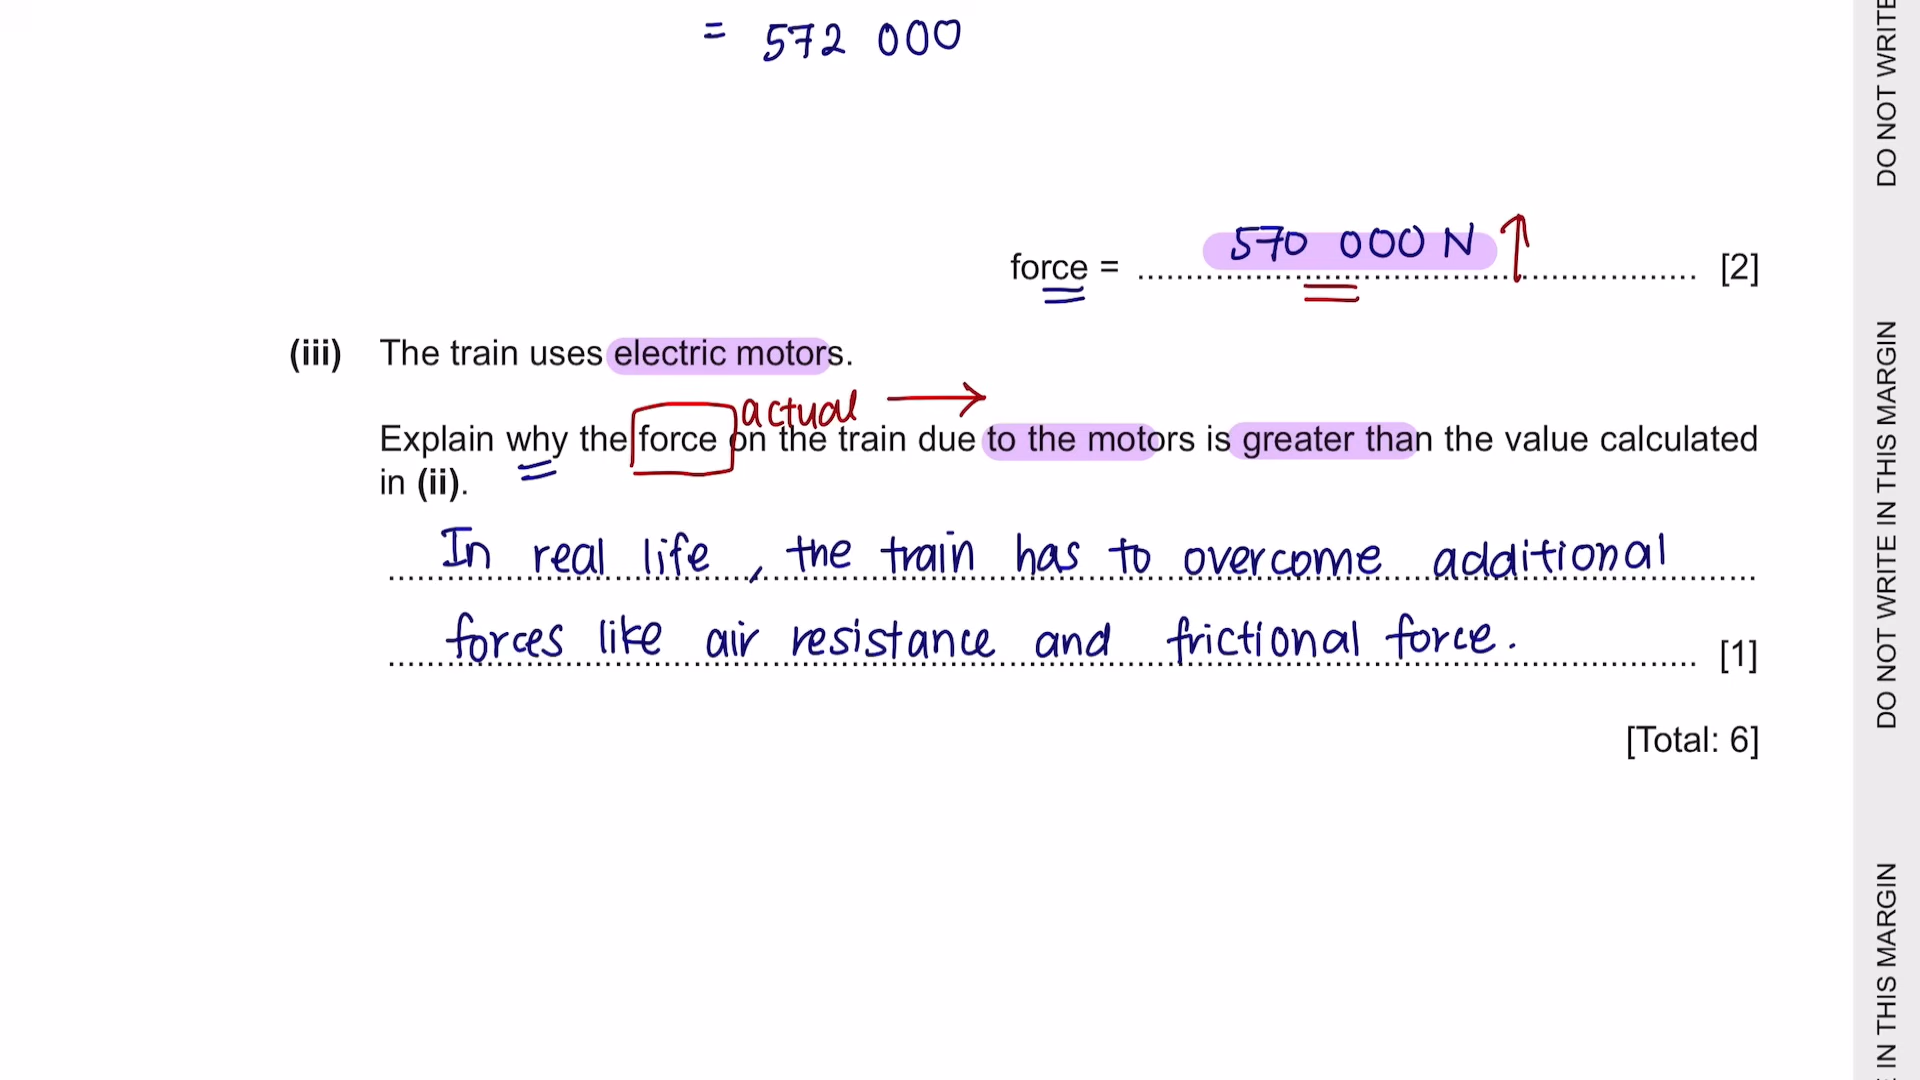 = 572 000
force = 570 000 N [2]
(iii) The train uses electric motors.
actual
Explain why the force on the train due to the motors is greater than the value calculated
in (ii).
In real life, the train has to overcome additional
forces like air resistance and frictional force. [1]
[Total: 6]
DO NOT WRITE
DO NOT WRITE IN THIS MARGIN
IN THIS MARGIN